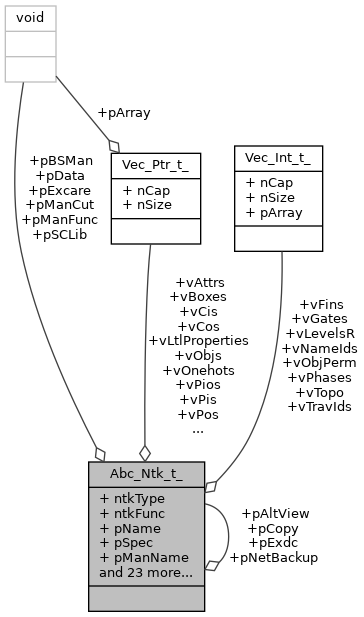 void
+pArray
+pBSMan
+pData
+pExcare
+pManCut
+pManFunc
+pSCLib
Vec_Ptr_t_
+ nCap
+ nSize
Vec_Int_t_
+ nCap
+ nSize
+ pArray
+vAttrs
+vBoxes
+vCis
+vCos
+vLtlProperties
+vObjs
+vOnehots
+vPios
+vPis
+vPos
...
+vFins
+vGates
+vLevelsR
+vNameIds
+vObjPerm
+vPhases
+vTopo
+vTravIds
Abc_Ntk_t_
+ ntkType
+ ntkFunc
+ pName
+ pSpec
+ pManName
and 23 more...
+pAltView
+pCopy
+pExdc
+pNetBackup